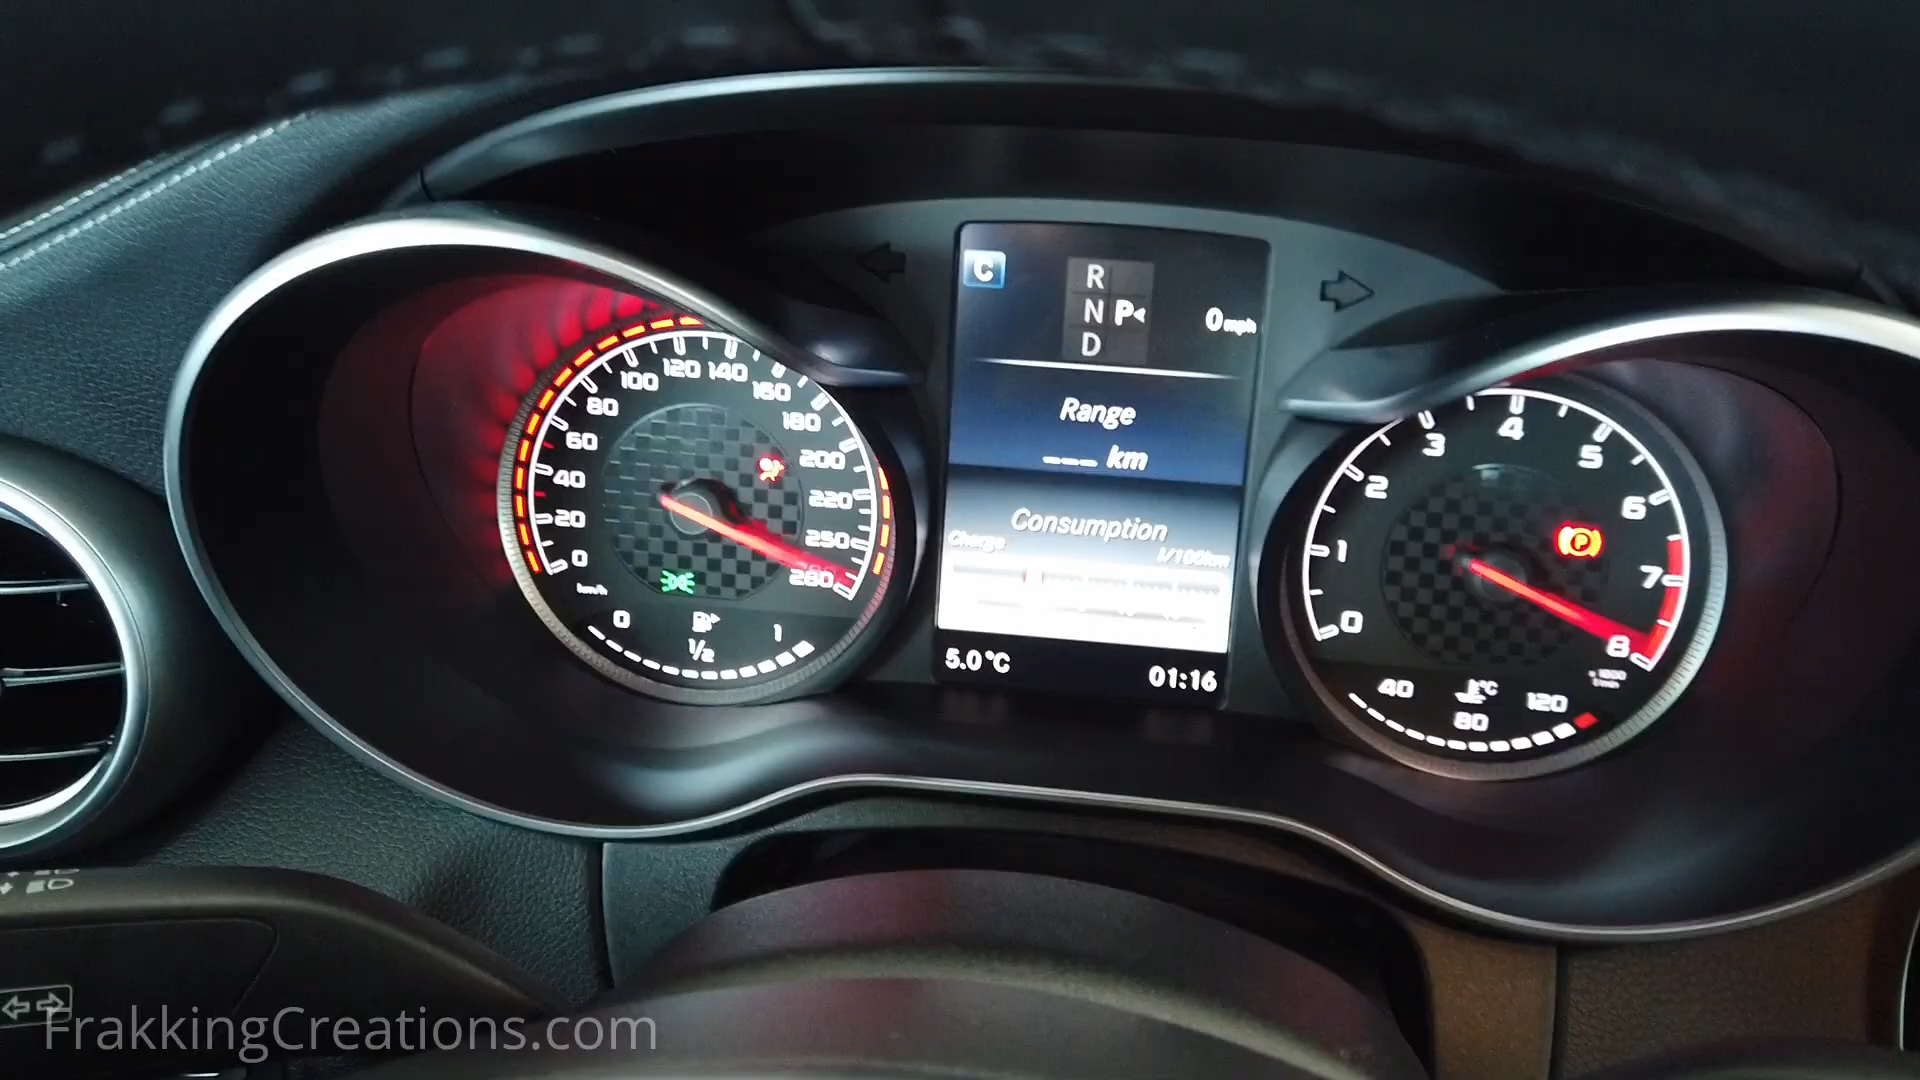 C
R
N P
D
0 mph
Range
--- km
Consumption
Charge
l/100km
5.0°C
01:16
0
20
40
60
80
100
120
140
160
180
200
220
250
280
km/h
0
1/2
1
0
1
2
3
4
5
6
7
8
P
40
°C
80
120
FrakkingCreations.com